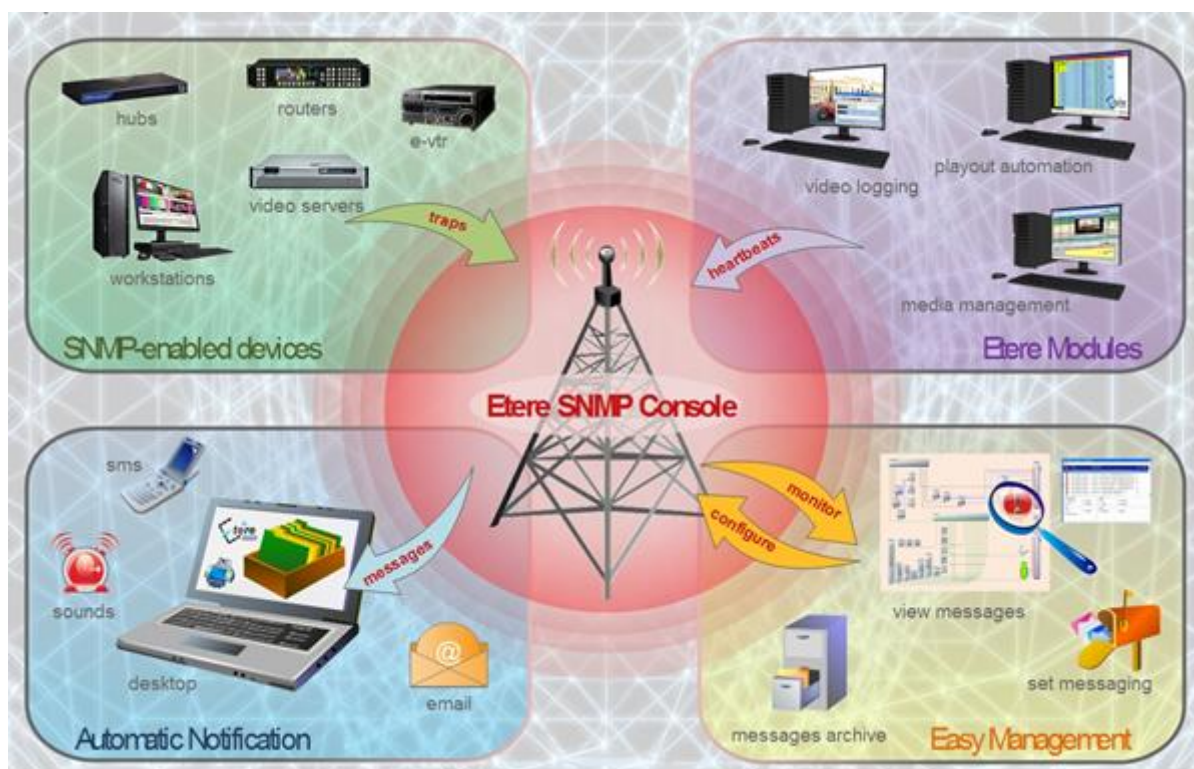 hubs
routers
e-vtr
video servers
workstations
traps
SNMP-enabled devices
video logging
playout automation
media management
heartbeats
Etere Modules
Etere SNMP Console
sms
sounds
desktop
etere
messages
@
email
Automatic Notification
monitor
configure
view messages
set messaging
messages archive
Easy Management